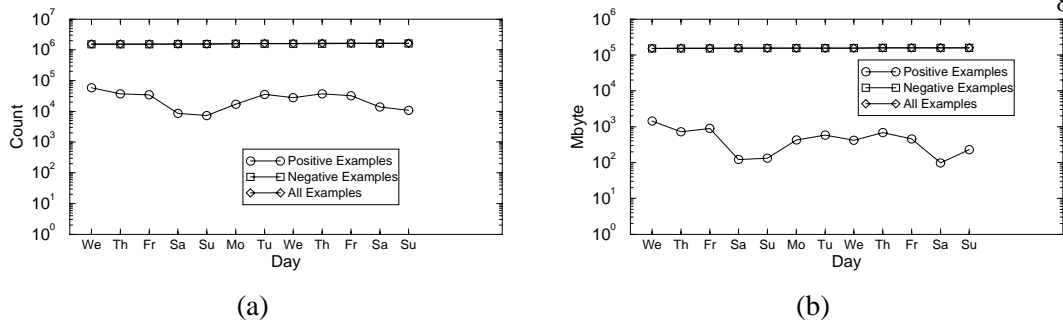 10^7
10^6
10^5
10^4
10^3
10^2
10^1
10^0
Count
Positive Examples
Negative Examples
All Examples
We Th Fr Sa Su Mo Tu We Th Fr Sa Su
Day
(a)
10^6
10^5
10^4
10^3
10^2
10^1
10^0
Mbyte
Positive Examples
Negative Examples
All Examples
We Th Fr Sa Su Mo Tu We Th Fr Sa Su
Day
(b)